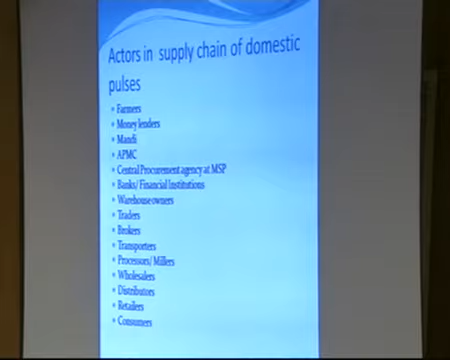 Actors in supply chain of domestic
pulses
Farmers
Money lenders
Mandi
APMC
Central Procurement agency at MSP
Banks/ Financial Institutions
Warehouse owners
Traders
Brokers
Transporters
Processors/ Millers
Wholesalers
Distributors
Retailers
Consumers